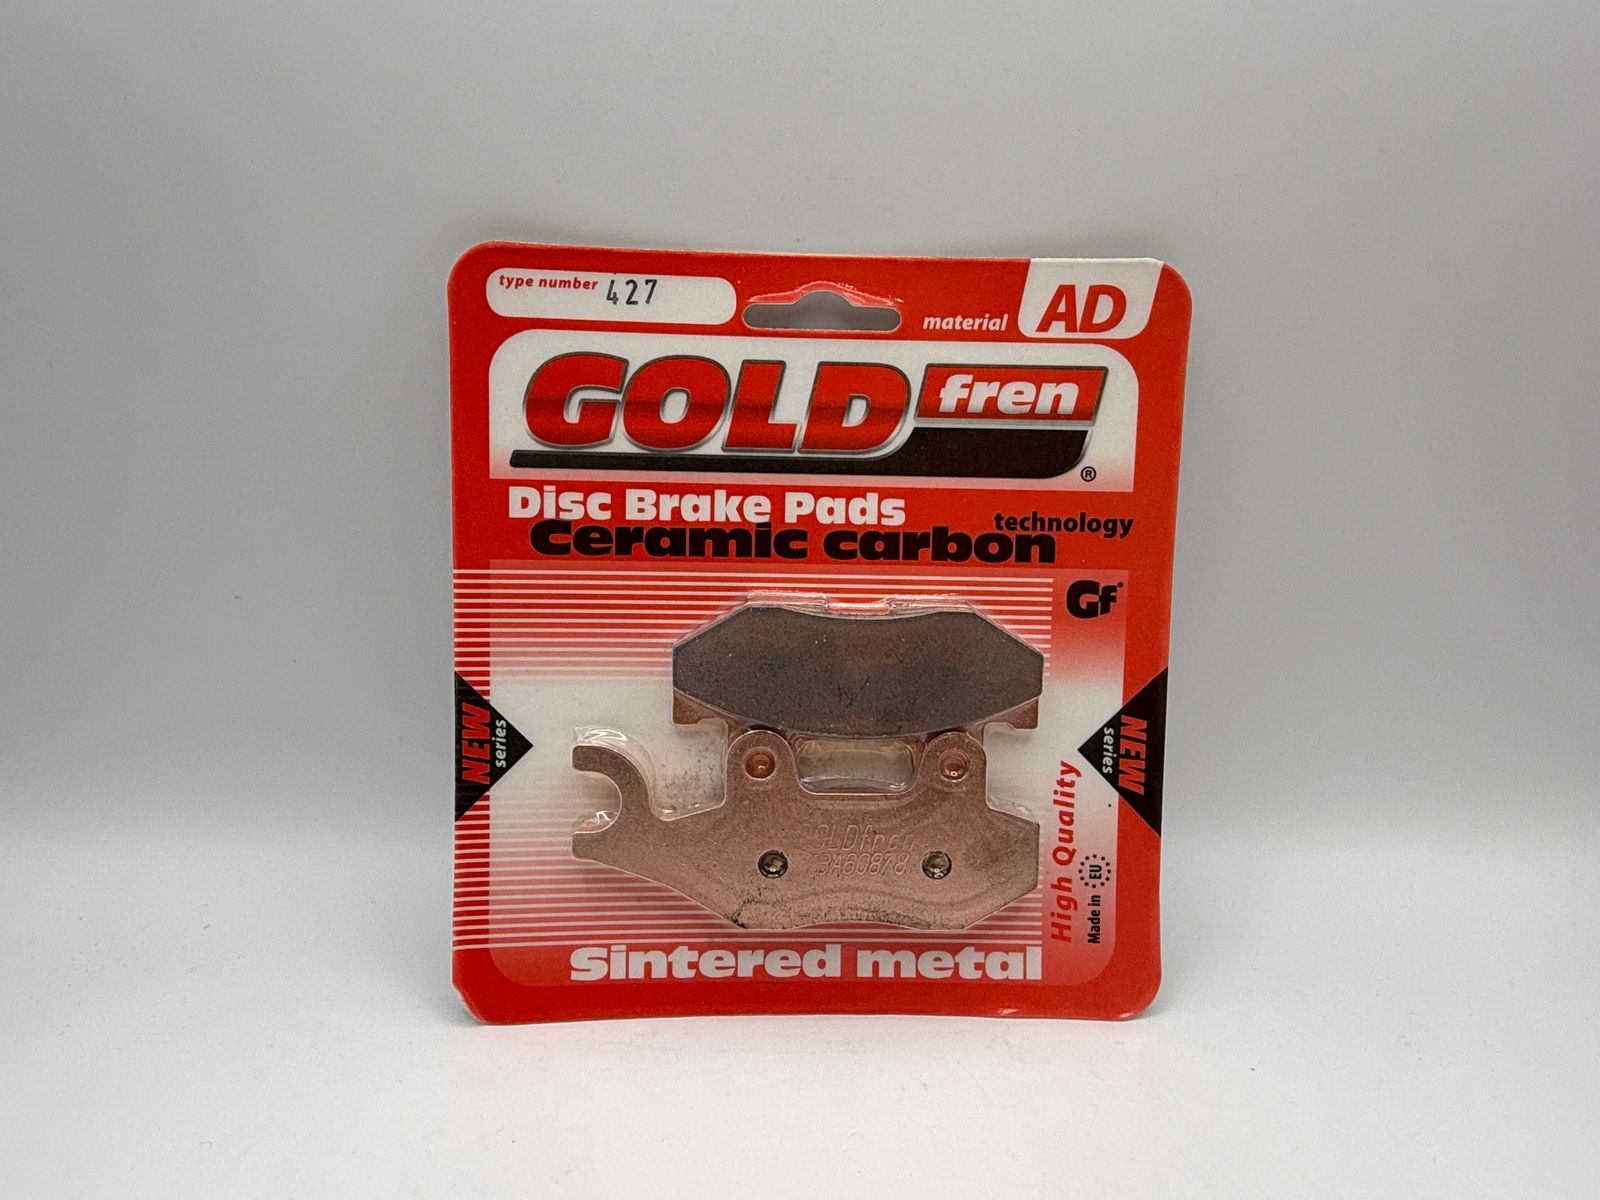 type number 427
material AD
GOLD fren
®
Disc Brake Pads
Ceramic carbon technology
Gf
NEW series
NEW series
BA60878
High Quality
Made in EU
Sintered metal